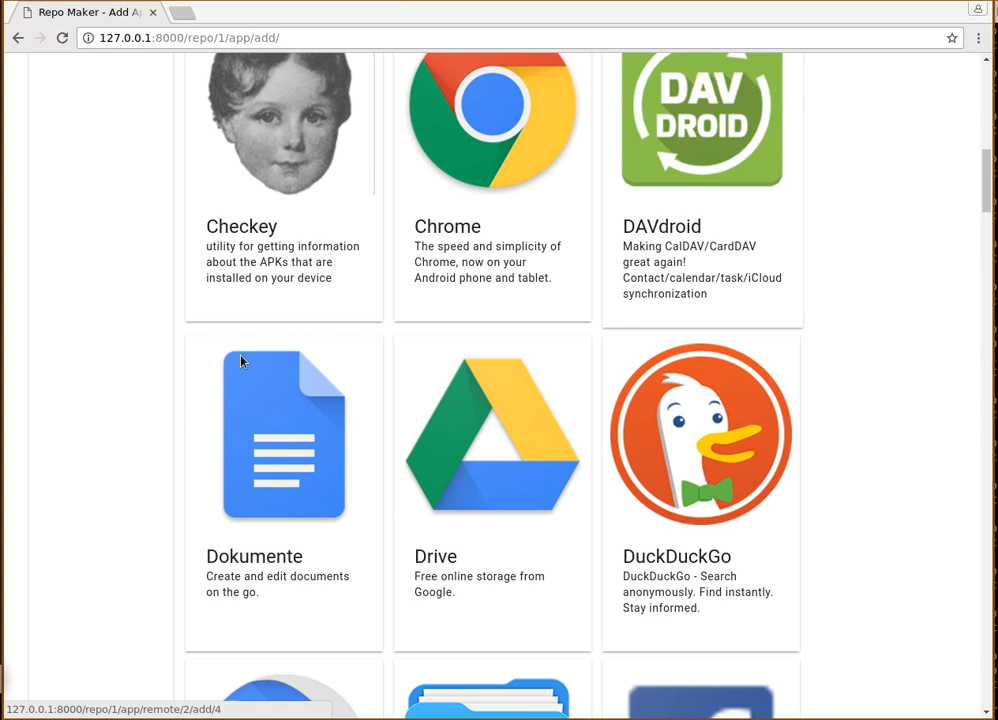 Repo Maker - Add A
127.0.0.1:8000/repo/1/app/add/
DAV
DROID
Checkey
utility for getting information
about the APKs that are
installed on your device
Chrome
The speed and simplicity of
Chrome, now on your
Android phone and tablet.
DAVdroid
Making CalDAV/CardDAV
great again!
Contact/calendar/task/iCloud
synchronization
Dokumente
Create and edit documents
on the go.
Drive
Free online storage from
Google.
DuckDuckGo
DuckDuckGo - Search
anonymously. Find instantly.
Stay informed.
127.0.0.1:8000/repo/1/app/remote/2/add/4